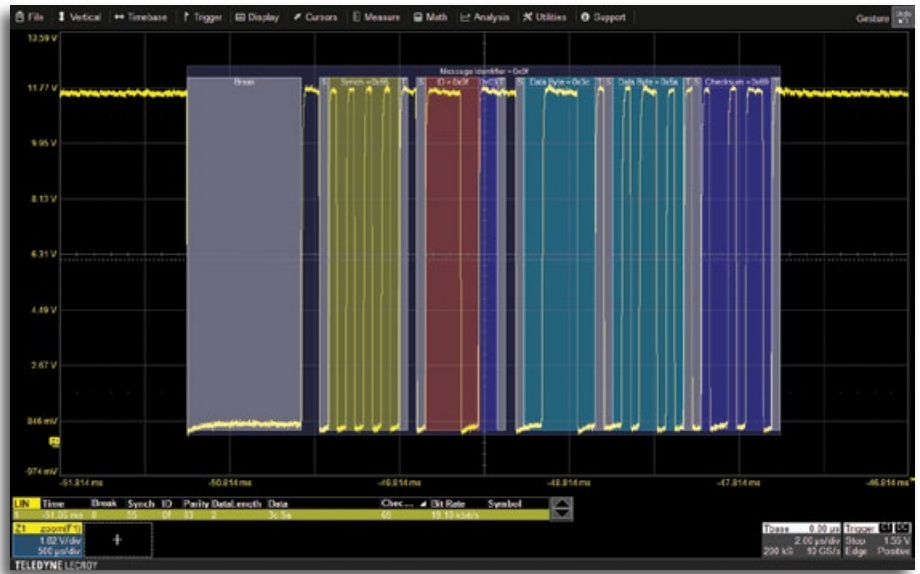 File Vertical Timebase Trigger Display Cursors Measure Math Analysis Utilities Support Gesture Undo
13.59 V
Message Identifier = 0x0f
Break S Synch = 0x55 T S ID = 0x0f T S Data Byte = 0x3c T S Data Byte = 0x5a T S Checksum = 0x69
11.77 V
9.95 V
8.13 V
6.31 V
4.49 V
2.67 V
846 mV
Z1
-974 mV
-51.814 ms -50.814 ms -49.814 ms -48.814 ms -47.814 ms -46.814 ms
LIN Time Break Synch ID Parity DataLength Data Chec... Bit Rate Symbol
1 -51.06 ms 0 55 0f 2 3c 5a 69 19.10 kbit/s
Z1 zoom(F1)
1.82 V/div
500 µs/div
Tbase 0.00 µs Trigger C1 DC
2.00 µs/div Stop 1.55 V
200 kS 10 GS/s Edge Positive
TELEDYNE LECROY